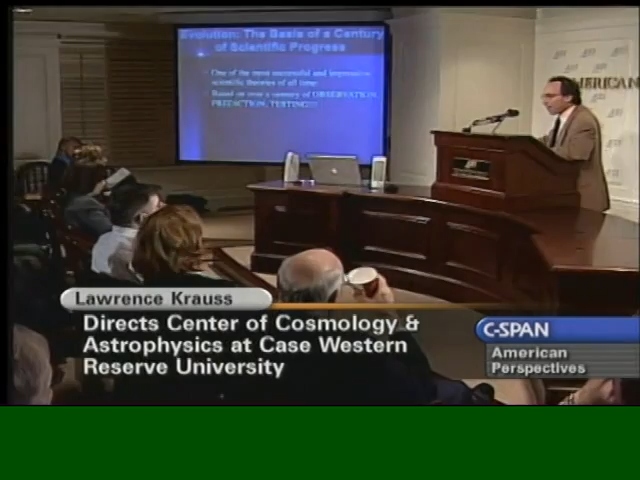 Evolution: The Basis of a Century
of Scientific Progress
One of the most successful and impressive
scientific theories of all time.
Based on over a century of OBSERVATION,
PREDICTION, TESTING!!!
AMERICAN
Lawrence Krauss
Directs Center of Cosmology &
Astrophysics at Case Western
Reserve University
C-SPAN
American
Perspectives